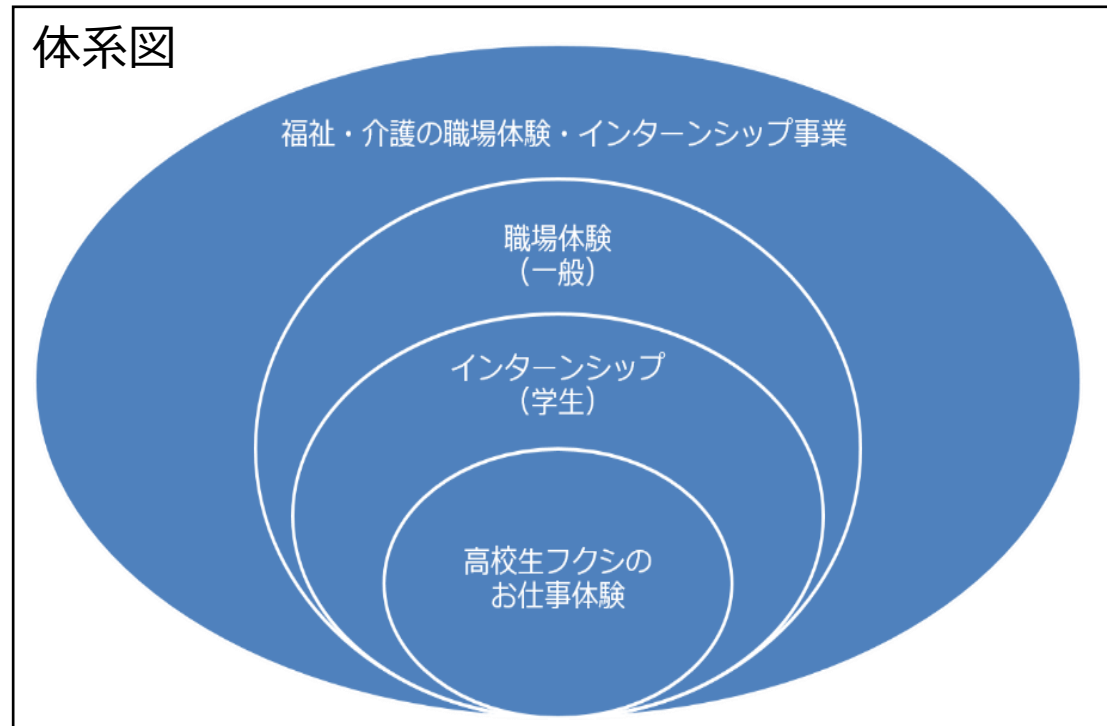 体系図
福祉・介護の職場体験・インターンシップ事業
職場体験
（一般）
インターンシップ
（学生）
高校生フクシの
お仕事体験